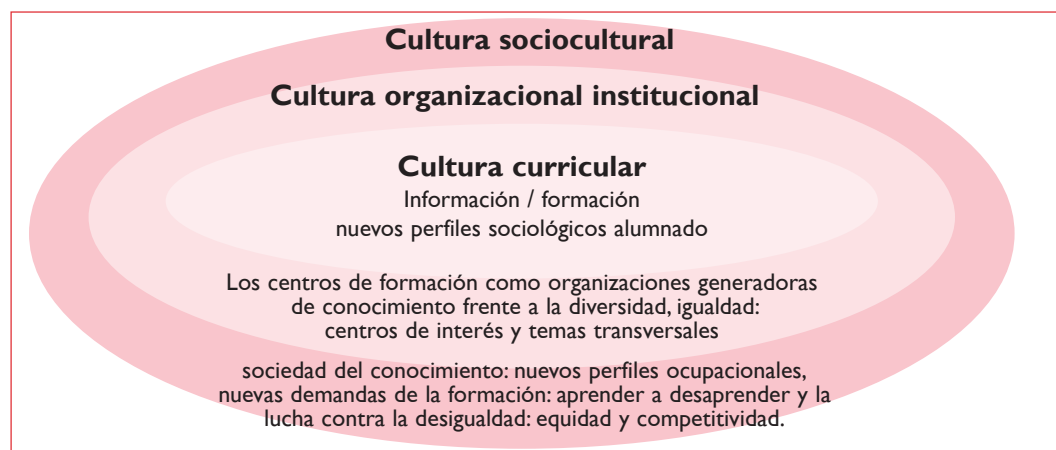 Cultura sociocultural
Cultura organizacional institucional
Cultura curricular
Información / formación
nuevos perfiles sociológicos alumnado
Los centros de formación como organizaciones generadoras
de conocimiento frente a la diversidad, igualdad:
centros de interés y temas transversales
sociedad del conocimiento: nuevos perfiles ocupacionales,
nuevas demandas de la formación: aprender a desaprender y la
lucha contra la desigualdad: equidad y competitividad.